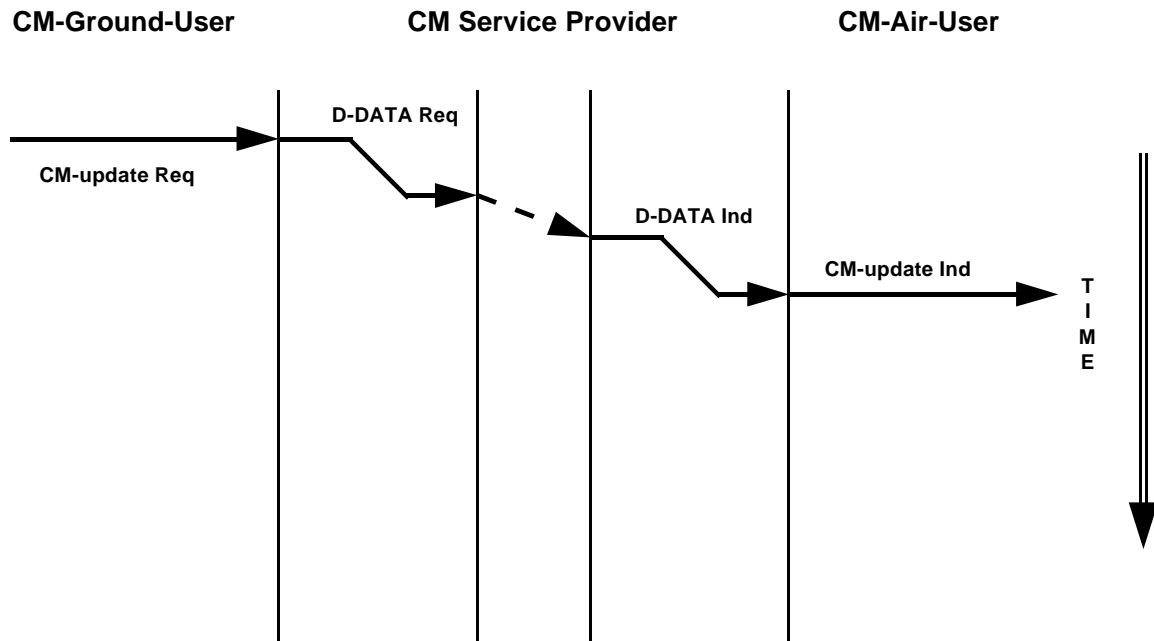 CM-Ground-User CM Service Provider CM-Air-User
D-DATA Req
CM-update Req
D-DATA Ind
CM-update Ind
T
I
M
E